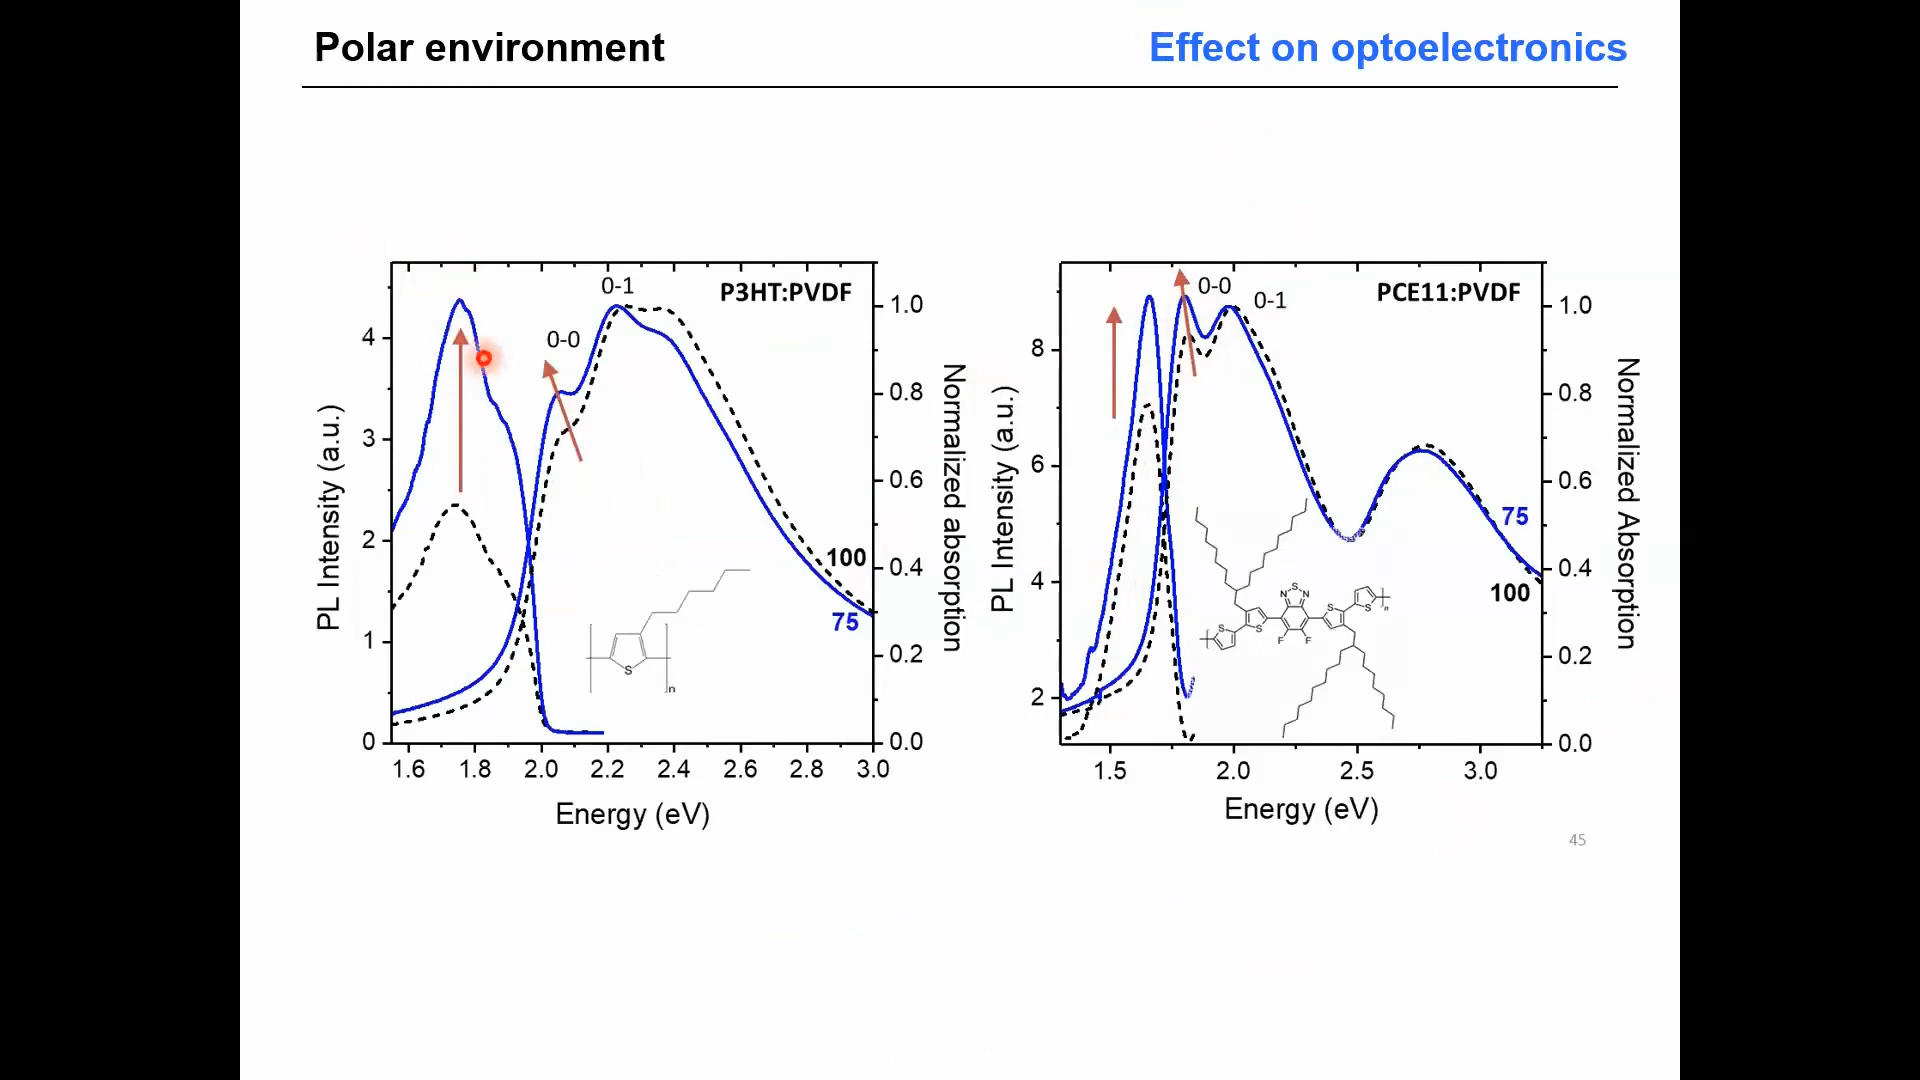 Polar environment
Effect on optoelectronics
P3HT:PVDF
0-1
0-0
PL Intensity (a.u.)
4
3
2
1
0
Normalized absorption
1.0
0.8
0.6
0.4
0.2
0.0
100
75
S
n
1.6 1.8 2.0 2.2 2.4 2.6 2.8 3.0
Energy (eV)
PCE11:PVDF
0-0
0-1
PL Intensity (a.u.)
8
6
4
2
Normalized Absorption
1.0
0.8
0.6
0.4
0.2
0.0
75
100
S
N N
S
S
S
S
F F
n
1.5 2.0 2.5 3.0
Energy (eV)
45